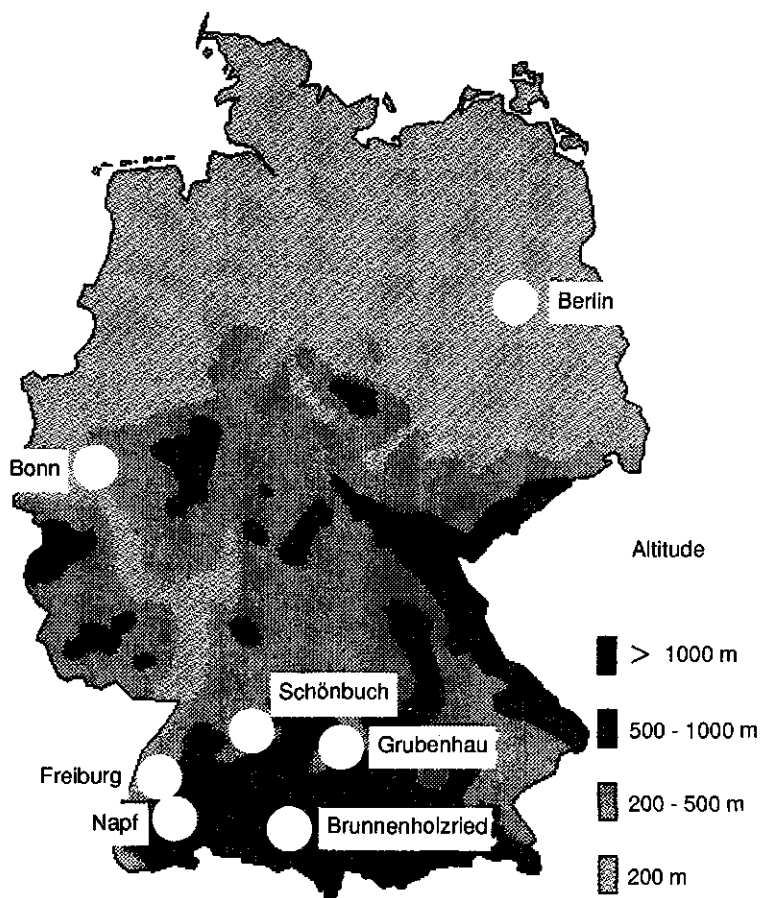 Berlin
Bonn
Altitude
> 1000 m
Schönbuch
500 - 1000 m
Grubenhau
Freiburg
200 - 500 m
Napf
Brunnenholzried
200 m